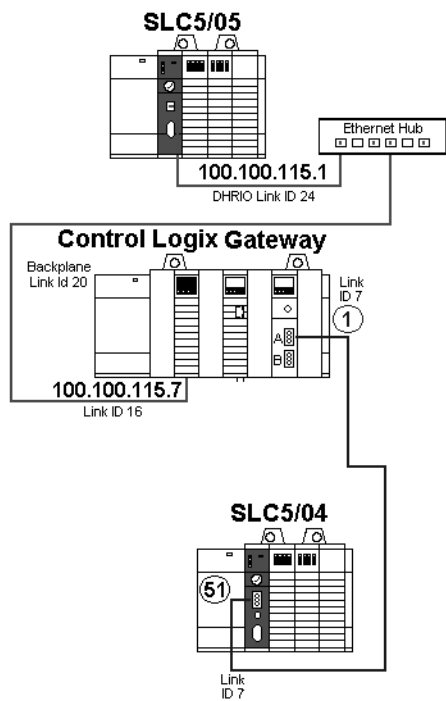 SLC5/05
Ethernet Hub
100.100.115.1
DHRIO Link ID 24
Control Logix Gateway
Backplane
Link Id 20
Link
ID 7
1
A
B
100.100.115.7
Link ID 16
SLC5/04
51
Link
ID 7